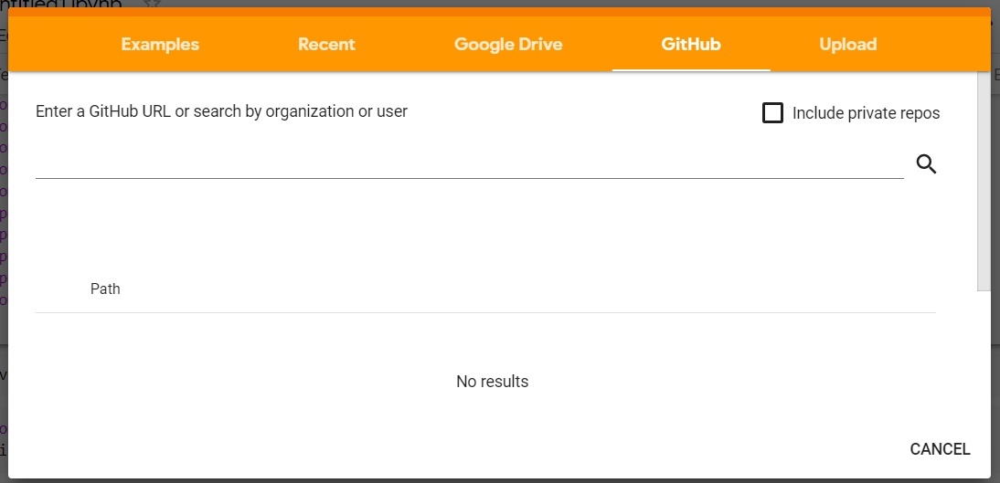 Examples Recent Google Drive GitHub Upload
Enter a GitHub URL or search by organization or user
Include private repos
Path
No results
CANCEL